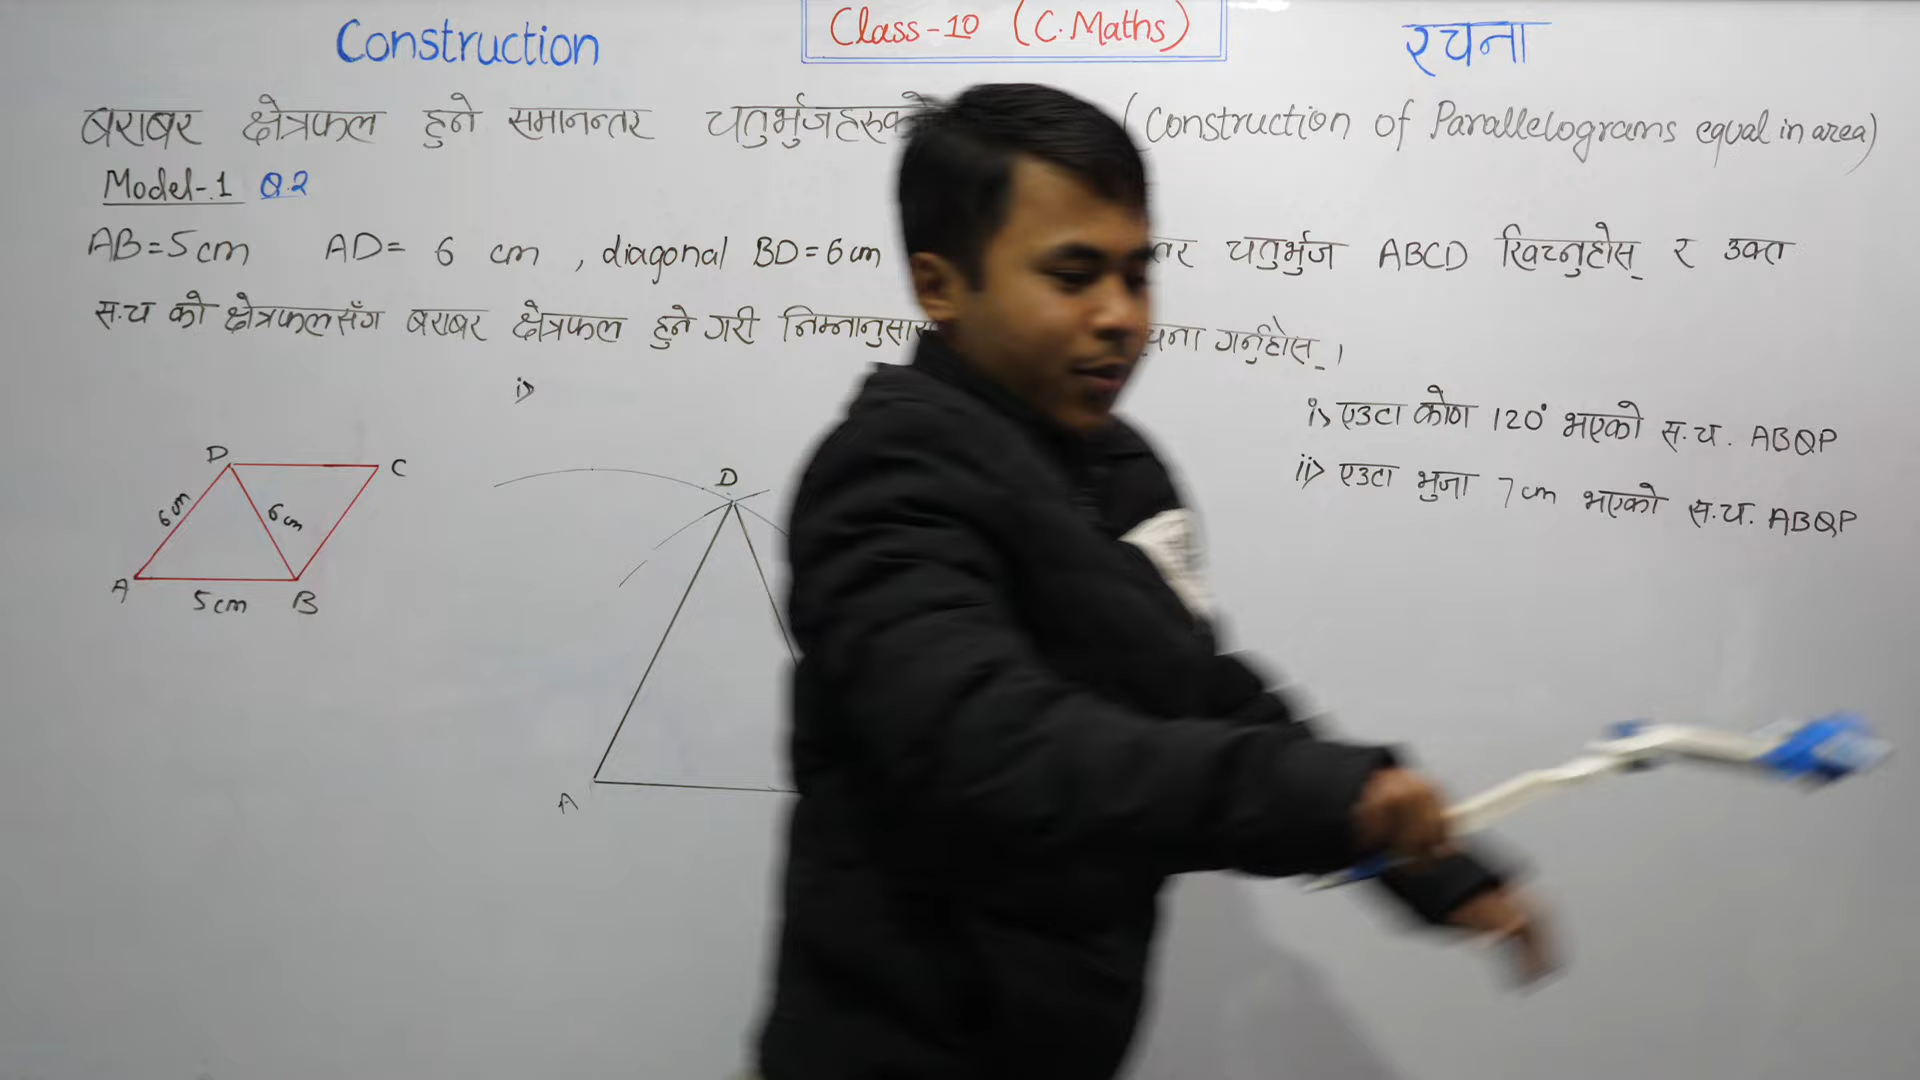 Construction
Class-10 (C.Maths)
रचना
बराबर क्षेत्रफल हुने समानन्तर चतुर्भुजहरुको (Construction of Parallelograms equal in area)
Model-1 Q.2
AB=5cm AD= 6 cm , diagonal BD=6cm चतुर्भुज ABCD खिच्नुहोस् र उक्त
स.च को क्षेत्रफलसँग बराबर क्षेत्रफल हुने गरी निम्नानुसार गर्नुहोस् ।
i) एउटा कोण 120° भएको स.च. ABQP
ii) एउटा भुजा 7cm भएको स.च. ABQP
i)
D
C
6cm
6cm
A
5cm
B
D
A